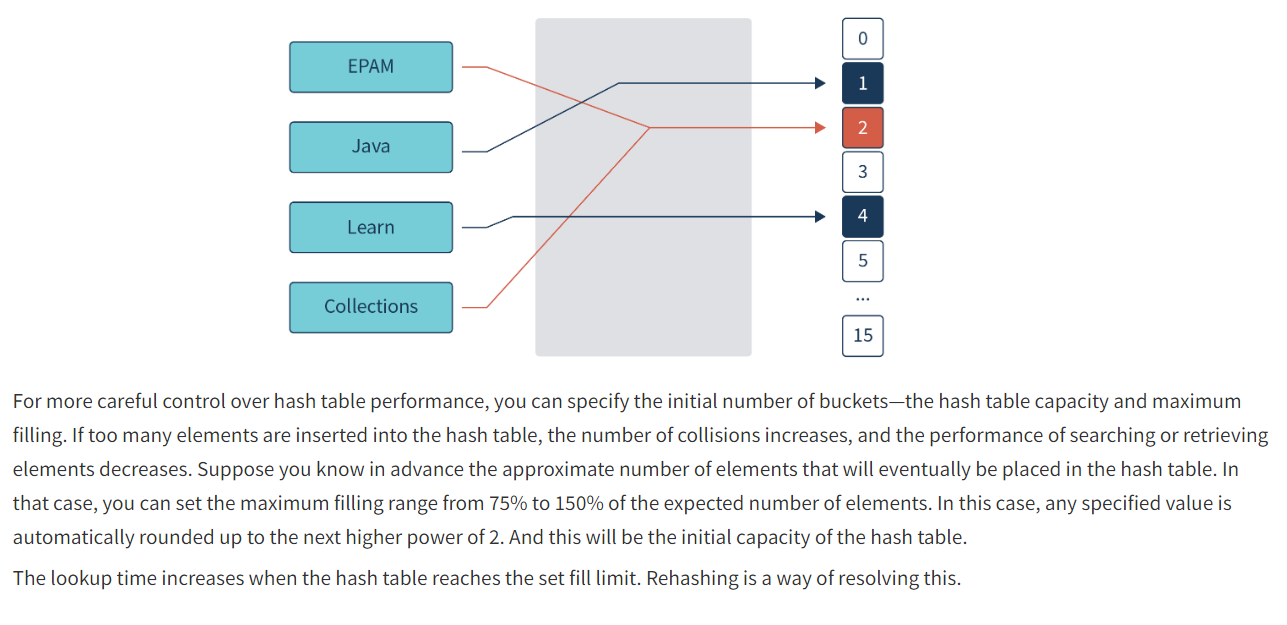 EPAM
Java
Learn
Collections
0
1
2
3
4
5
...
15
For more careful control over hash table performance, you can specify the initial number of buckets—the hash table capacity and maximum
filling. If too many elements are inserted into the hash table, the number of collisions increases, and the performance of searching or retrieving
elements decreases. Suppose you know in advance the approximate number of elements that will eventually be placed in the hash table. In
that case, you can set the maximum filling range from 75% to 150% of the expected number of elements. In this case, any specified value is
automatically rounded up to the next higher power of 2. And this will be the initial capacity of the hash table.
The lookup time increases when the hash table reaches the set fill limit. Rehashing is a way of resolving this.